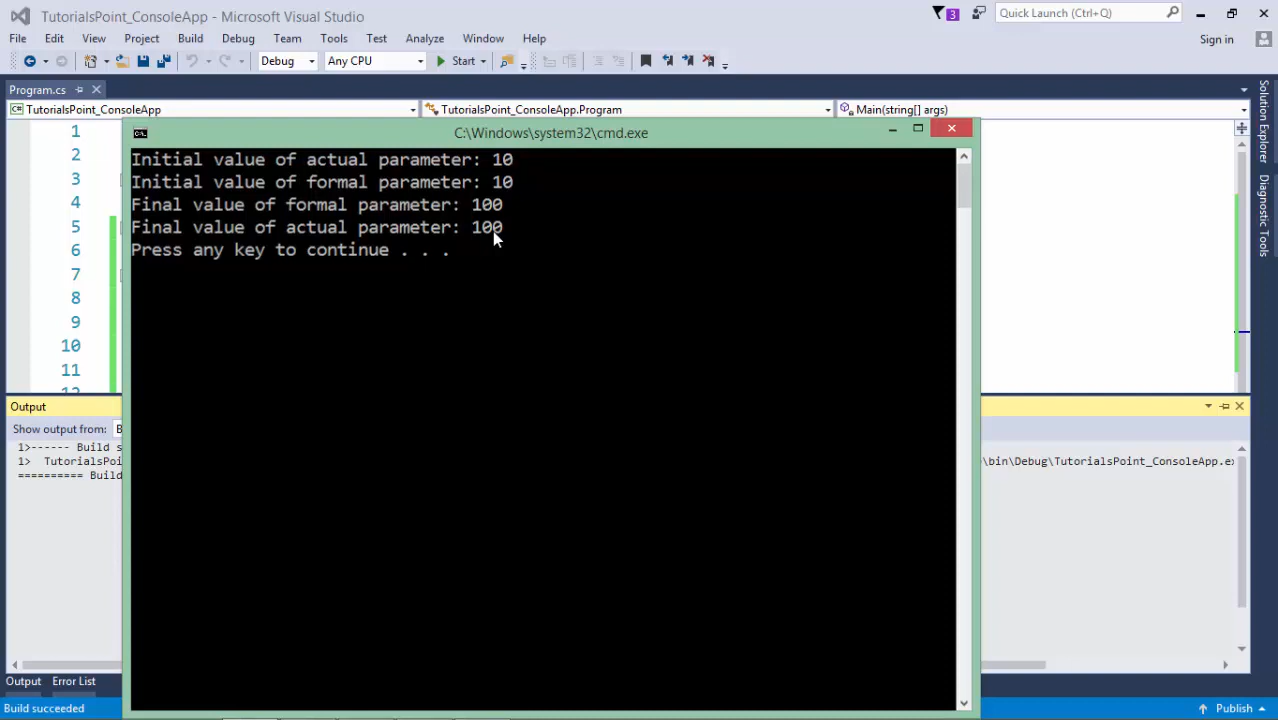 TutorialsPoint_ConsoleApp - Microsoft Visual Studio
3
Quick Launch (Ctrl+Q)
File Edit View Project Build Debug Team Tools Test Analyze Window Help
Sign in
Debug Any CPU Start
Program.cs
TutorialsPoint_ConsoleApp TutorialsPoint_ConsoleApp.Program Main(string[] args)
Solution Explorer
Diagnostic Tools
1
2
3
4
5
6
7
8
9
10
11
12
C:\Windows\system32\cmd.exe
Initial value of actual parameter: 10
Initial value of formal parameter: 10
Final value of formal parameter: 100
Final value of actual parameter: 100
Press any key to continue . . .
Output
Show output from: B
1>------ Build s
1> TutorialsPoi \bin\Debug\TutorialsPoint_ConsoleApp.ex
========== Build
Output Error List
Build succeeded Publish